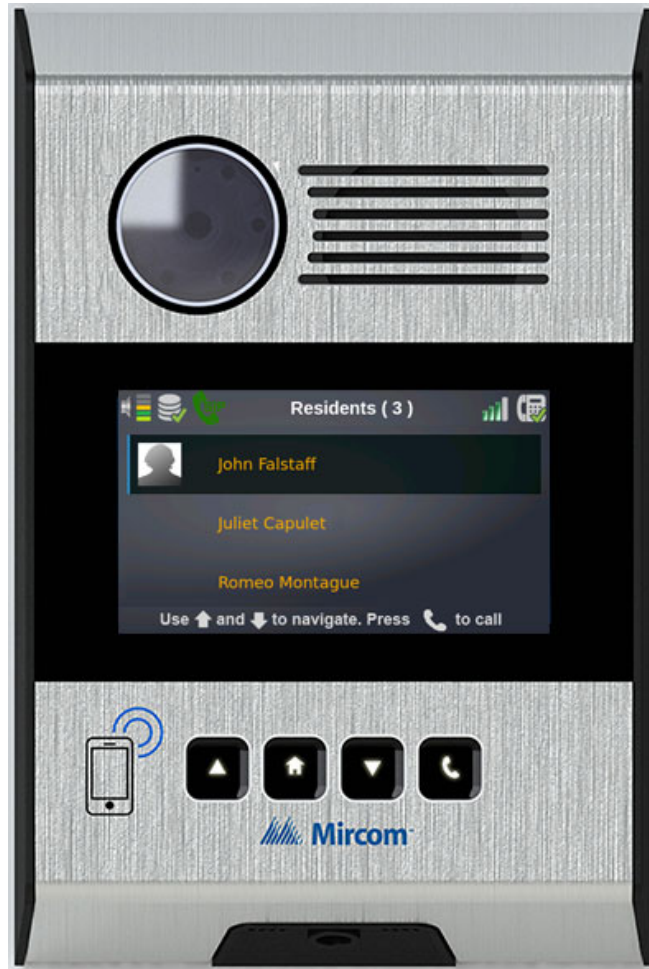 Residents ( 3 )
John Falstaff
Juliet Capulet
Romeo Montague
Use and to navigate. Press to call
Mircom